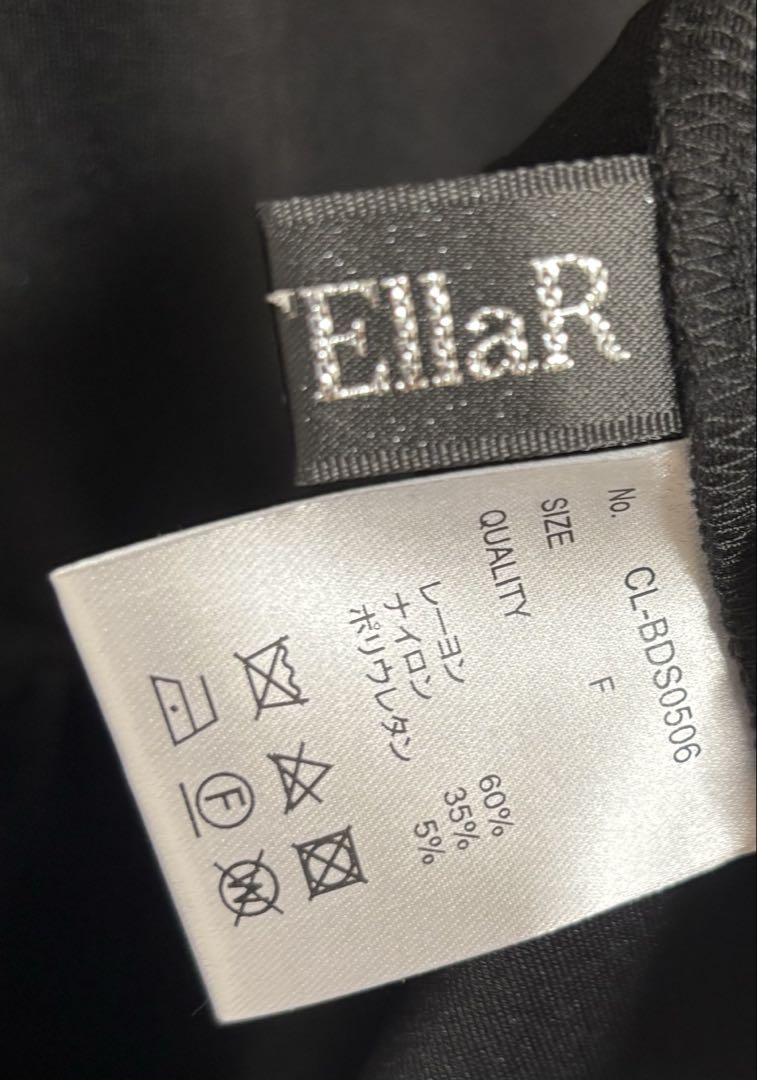 EllaR
No. CL-BDS0506
SIZE F
QUALITY
レーヨン 60%
ナイロン 35%
ポリウレタン 5%
F
W